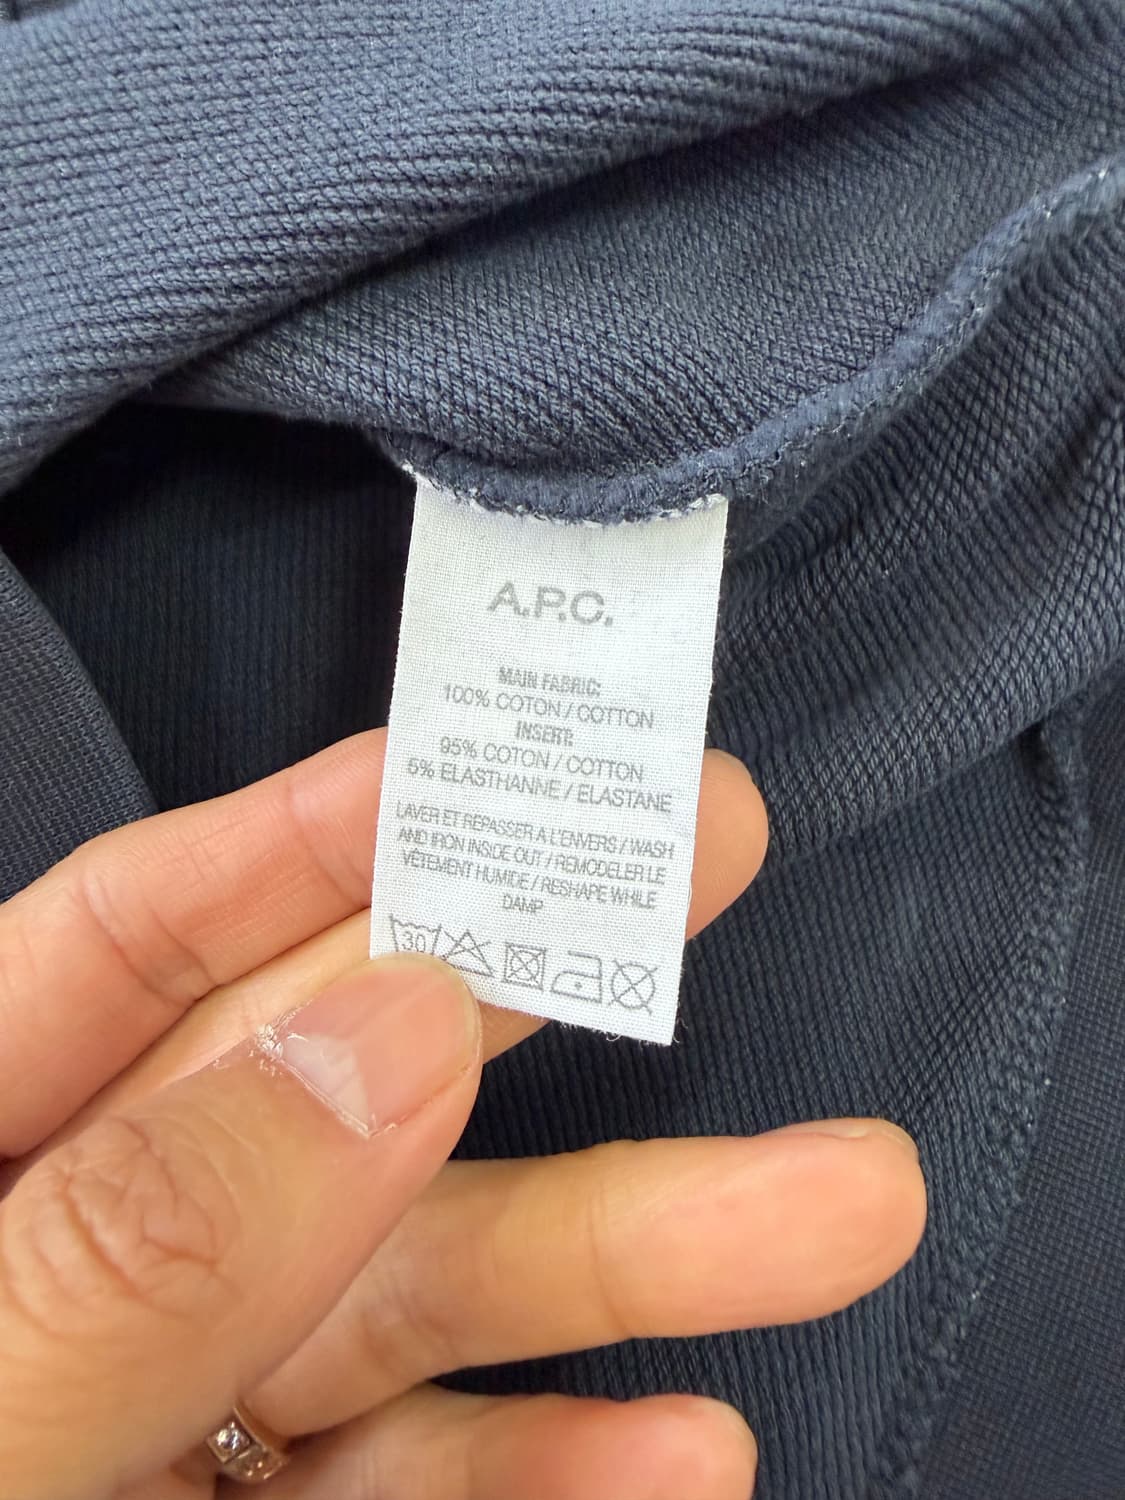 A.P.C.
MAIN FABRIC:
100% COTON / COTTON
INSERT:
95% COTON / COTTON
5% ELASTHANNE / ELASTANE
LAVER ET REPASSER A L'ENVERS / WASH
AND IRON INSIDE OUT / REMODELER LE
VÊTEMENT HUMIDE / RESHAPE WHILE
DAMP
30